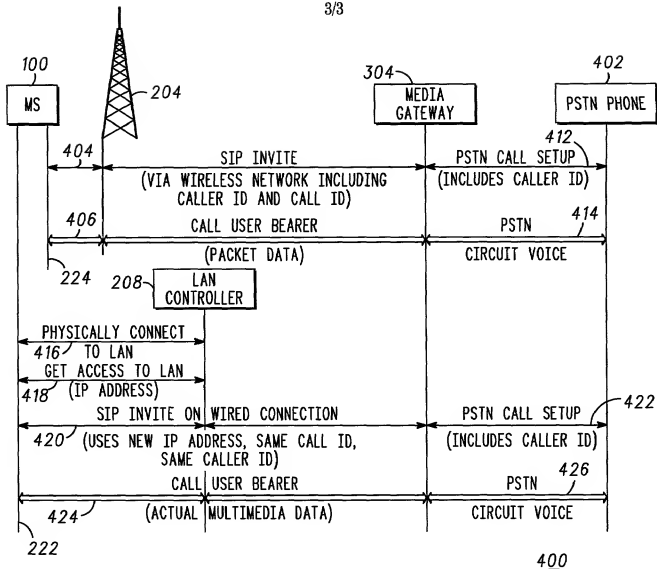 3/3
100
MS
204
304
MEDIA
GATEWAY
402
PSTN PHONE
404
SIP INVITE
(VIA WIRELESS NETWORK INCLUDING
CALLER ID AND CALL ID)
412
PSTN CALL SETUP
(INCLUDES CALLER ID)
406
CALL USER BEARER
(PACKET DATA)
PSTN
414
CIRCUIT VOICE
224
208
LAN
CONTROLLER
PHYSICALLY CONNECT
416
TO LAN
GET ACCESS TO LAN
418
(IP ADDRESS)
SIP INVITE ON WIRED CONNECTION
420
(USES NEW IP ADDRESS, SAME CALL ID,
SAME CALLER ID)
PSTN CALL SETUP
422
(INCLUDES CALLER ID)
CALL USER BEARER
424
(ACTUAL MULTIMEDIA DATA)
PSTN
426
CIRCUIT VOICE
222
400